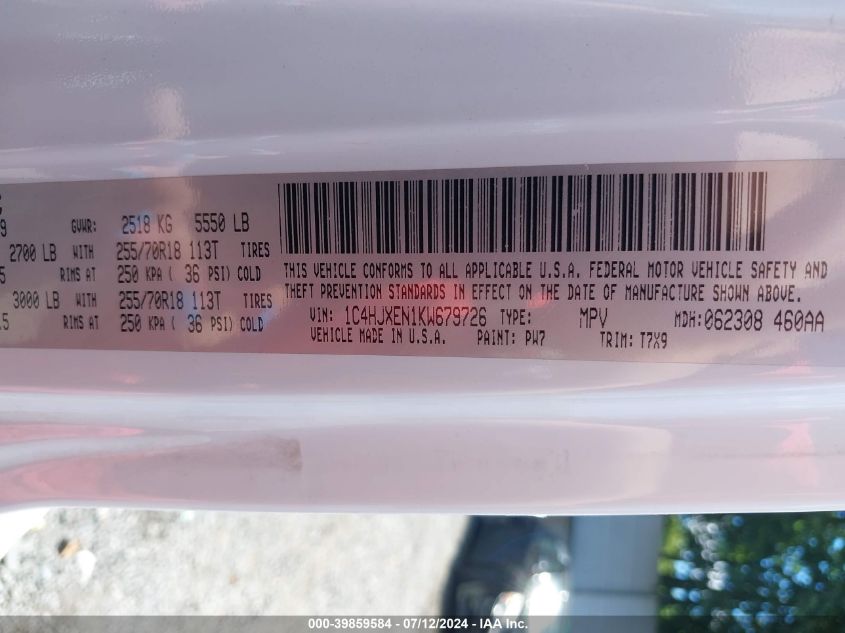 9 GVWR: 2518 KG 5550 LB
2700 LB WITH 255/70R18 113T TIRES
5 RIMS AT 250 KPA ( 36 PSI) COLD
3000 LB WITH 255/70R18 113T TIRES
.5 RIMS AT 250 KPA ( 36 PSI) COLD
THIS VEHICLE CONFORMS TO ALL APPLICABLE U.S.A. FEDERAL MOTOR VEHICLE SAFETY AND
THEFT PREVENTION STANDARDS IN EFFECT ON THE DATE OF MANUFACTURE SHOWN ABOVE.
VIN: 1C4HJXEN1KW679726 TYPE: MPV MDH:062308 460AA
VEHICLE MADE IN U.S.A. PAINT: PW7 TRIM: T7X9
000-39859584 - 07/12/2024 - IAA Inc.